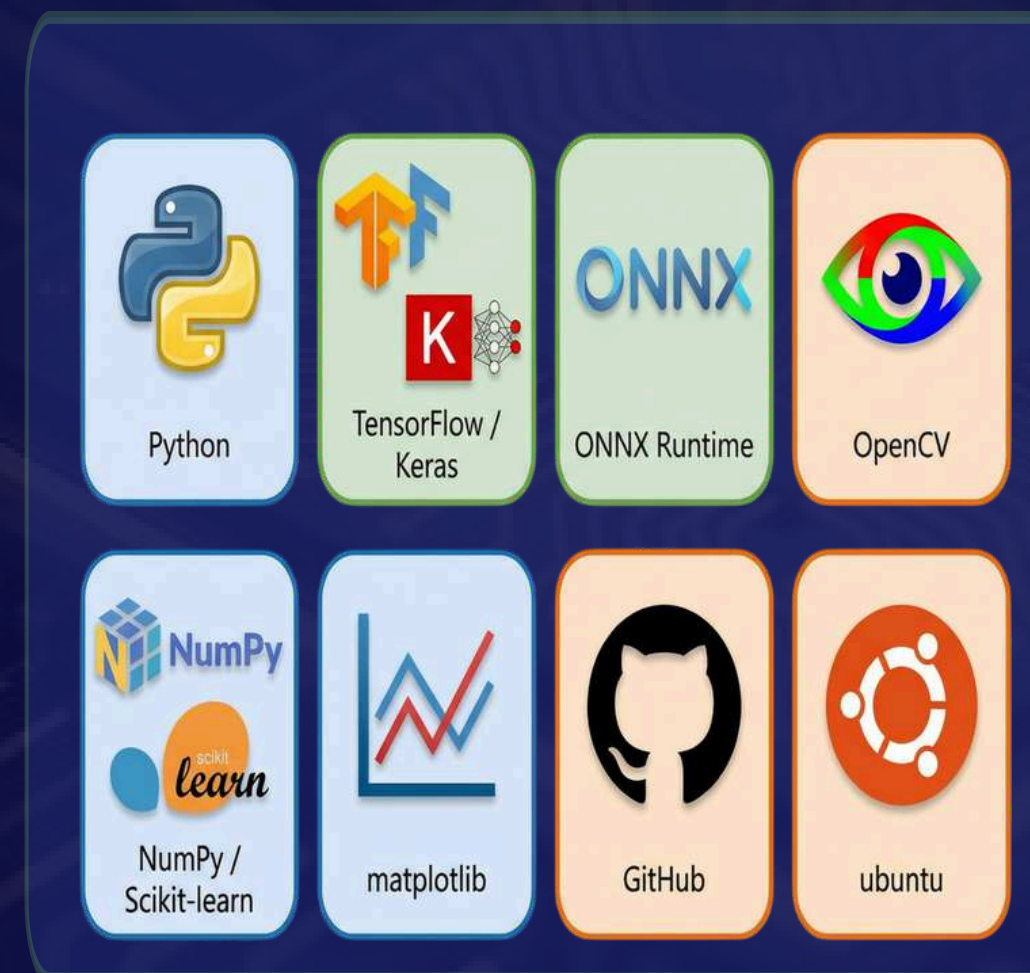 Python
K
TensorFlow /
Keras
ONNX
ONNX Runtime
OpenCV
N NumPy
scikit
learn
NumPy /
Scikit-learn
matplotlib
GitHub
ubuntu